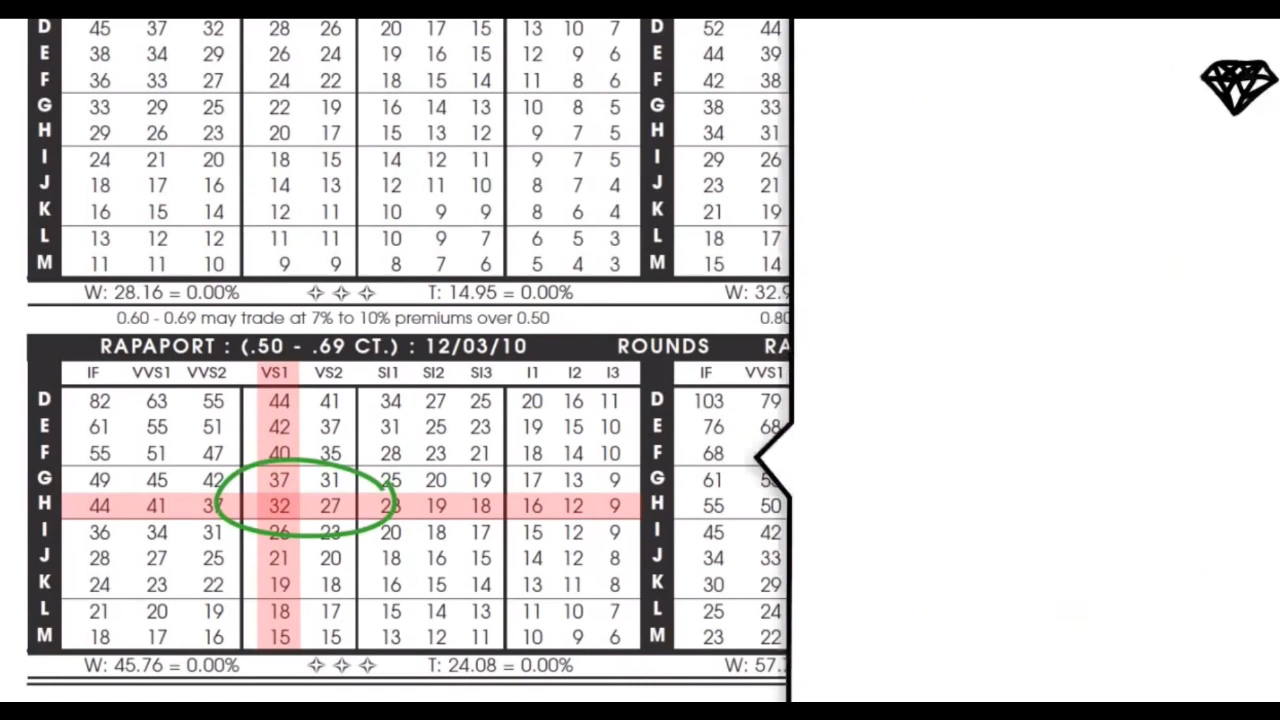 D 45 37 32 28 26 20 17 15 13 10 7 D 52 44
E 38 34 29 26 24 19 16 15 12 9 6 E 44 39
F 36 33 27 24 22 18 15 14 11 8 6 F 42 38
G 33 29 25 22 19 16 14 13 10 8 5 G 38 33
H 29 26 23 20 17 15 13 12 9 7 5 H 34 31
I 24 21 20 18 15 14 12 11 9 7 5 I 29 26
J 18 17 16 14 13 12 11 10 8 7 4 J 23 21
K 16 15 14 12 11 10 9 9 8 6 4 K 21 19
L 13 12 12 11 11 10 9 7 6 5 3 L 18 17
M 11 11 10 9 9 8 7 6 5 4 3 M 15 14
W: 28.16 = 0.00% T: 14.95 = 0.00% W: 32.9
0.60 - 0.69 may trade at 7% to 10% premiums over 0.50 0.80
RAPAPORT : (.50 - .69 CT.) : 12/03/10 ROUNDS RA
IF VVS1 VVS2 VS1 VS2 SI1 SI2 SI3 I1 I2 I3 IF VVS1
D 82 63 55 44 41 34 27 25 20 16 11 D 103 79
E 61 55 51 42 37 31 25 23 19 15 10 E 76 68
F 55 51 47 40 35 28 23 21 18 14 10 F 68
G 49 45 42 37 31 25 20 19 17 13 9 G 61
H 44 41 37 32 27 23 19 18 16 12 9 H 55 50
I 36 34 31 26 23 20 18 17 15 12 9 I 45 42
J 28 27 25 21 20 18 16 15 14 12 8 J 34 33
K 24 23 22 19 18 16 15 14 13 11 8 K 30 29
L 21 20 19 18 17 15 14 13 11 10 7 L 25 24
M 18 17 16 15 15 13 12 11 10 9 6 M 23 22
W: 45.76 = 0.00% T: 24.08 = 0.00% W: 57.